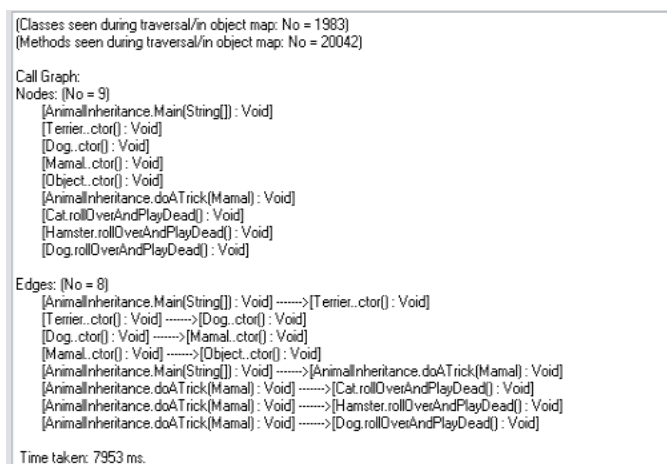 (Classes seen during traversal/in object map: No = 1983)
(Methods seen during traversal/in object map: No = 20042)
Call Graph:
Nodes: (No = 9)
[AnimalInheritance.Main(String[]) : Void]
[Terrier..ctor() : Void]
[Dog..ctor() : Void]
[Mamal..ctor() : Void]
[Object..ctor() : Void]
[AnimalInheritance.doATrick(Mamal) : Void]
[Cat.rollOverAndPlayDead() : Void]
[Hamster.rollOverAndPlayDead() : Void]
[Dog.rollOverAndPlayDead() : Void]
Edges: (No = 8)
[AnimalInheritance.Main(String[]) : Void] ------->[Terrier..ctor() : Void]
[Terrier..ctor() : Void] ------->[Dog..ctor() : Void]
[Dog..ctor() : Void] ------->[Mamal..ctor() : Void]
[Mamal..ctor() : Void] ------->[Object..ctor() : Void]
[AnimalInheritance.Main(String[]) : Void] ------->[AnimalInheritance.doATrick(Mamal) : Void]
[AnimalInheritance.doATrick(Mamal) : Void] ------->[Cat.rollOverAndPlayDead() : Void]
[AnimalInheritance.doATrick(Mamal) : Void] ------->[Hamster.rollOverAndPlayDead() : Void]
[AnimalInheritance.doATrick(Mamal) : Void] ------->[Dog.rollOverAndPlayDead() : Void]
Time taken: 7953 ms.